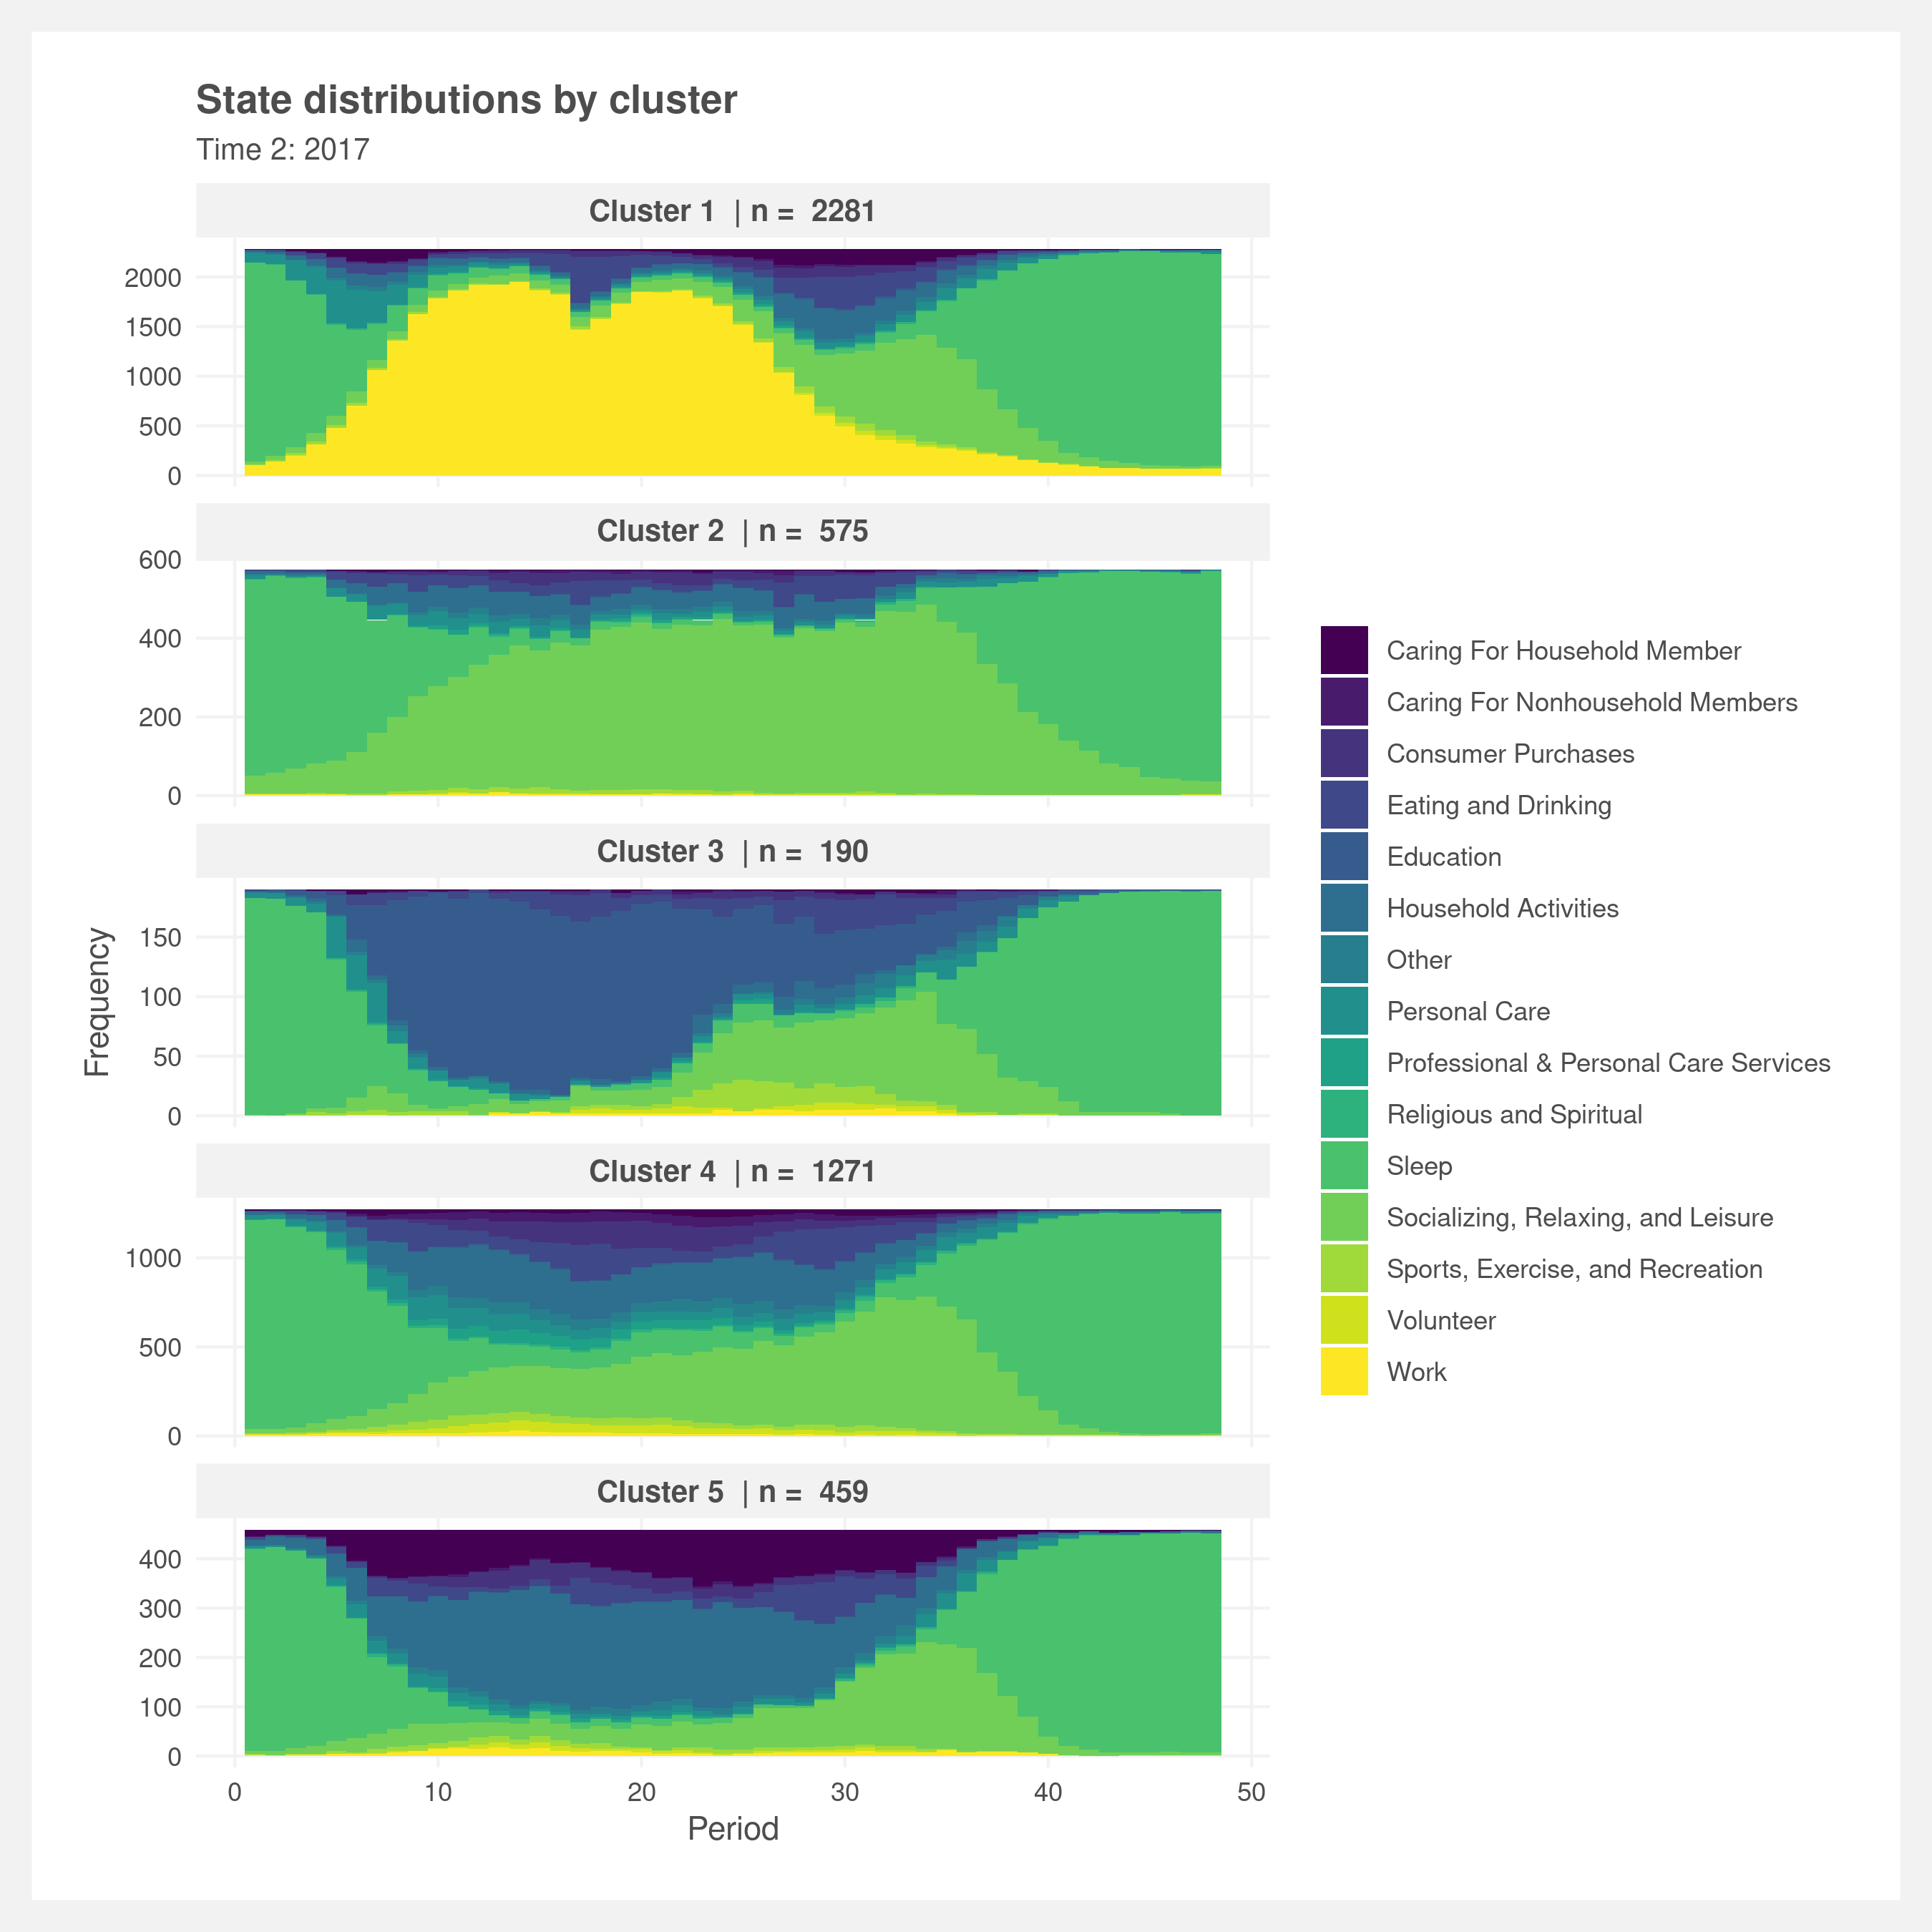 State distributions by cluster
Time 2: 2017
Cluster 1 | n = 2281
2000
1500
1000
500
0
Cluster 2 | n = 575
600
400
200
0
Cluster 3 | n = 190
150
100
50
0
Cluster 4 | n = 1271
1000
500
0
Cluster 5 | n = 459
400
300
200
100
0
0 10 20 30 40 50
Period
Frequency
Caring For Household Member
Caring For Nonhousehold Members
Consumer Purchases
Eating and Drinking
Education
Household Activities
Other
Personal Care
Professional & Personal Care Services
Religious and Spiritual
Sleep
Socializing, Relaxing, and Leisure
Sports, Exercise, and Recreation
Volunteer
Work